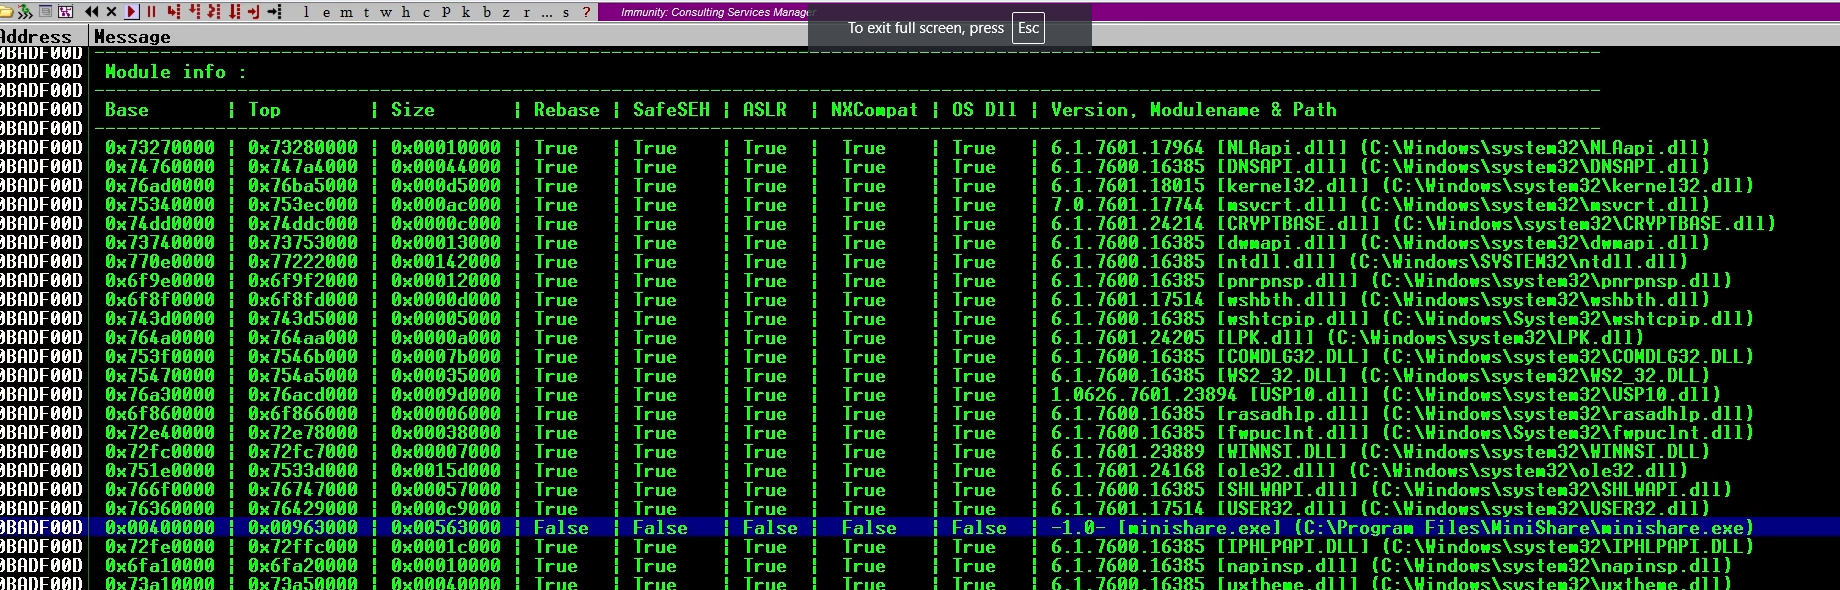 l e m t w h c P k b z r ... s ? Immunity: Consulting Services Manager
To exit full screen, press Esc
Address Message
0BADF00D
0BADF00D Module info :
0BADF00D
0BADF00D Base | Top | Size | Rebase | SafeSEH | ASLR | NXCompat | OS Dll | Version, Modulename & Path
0BADF00D
0BADF00D 0x73270000 | 0x73280000 | 0x00010000 | True | True | True | True | True | 6.1.7601.17964 [NLAapi.dll] (C:\Windows\system32\NLAapi.dll)
0BADF00D 0x74760000 | 0x747a4000 | 0x00044000 | True | True | True | True | True | 6.1.7600.16385 [DNSAPI.dll] (C:\Windows\system32\DNSAPI.dll)
0BADF00D 0x76ad0000 | 0x76ba5000 | 0x000d5000 | True | True | True | True | True | 6.1.7601.18015 [kernel32.dll] (C:\Windows\system32\kernel32.dll)
0BADF00D 0x75340000 | 0x753ec000 | 0x000ac000 | True | True | True | True | True | 7.0.7601.17744 [msvcrt.dll] (C:\Windows\system32\msvcrt.dll)
0BADF00D 0x74dd0000 | 0x74ddc000 | 0x0000c000 | True | True | True | True | True | 6.1.7601.24214 [CRYPTBASE.dll] (C:\Windows\system32\CRYPTBASE.dll)
0BADF00D 0x73740000 | 0x73753000 | 0x00013000 | True | True | True | True | True | 6.1.7600.16385 [dwmapi.dll] (C:\Windows\system32\dwmapi.dll)
0BADF00D 0x770e0000 | 0x77222000 | 0x00142000 | True | True | True | True | True | 6.1.7600.16385 [ntdll.dll] (C:\Windows\SYSTEM32\ntdll.dll)
0BADF00D 0x6f9e0000 | 0x6f9f2000 | 0x00012000 | True | True | True | True | True | 6.1.7600.16385 [pnrpnsp.dll] (C:\Windows\system32\pnrpnsp.dll)
0BADF00D 0x6f8f0000 | 0x6f8fd000 | 0x0000d000 | True | True | True | True | True | 6.1.7601.17514 [wshbth.dll] (C:\Windows\system32\wshbth.dll)
0BADF00D 0x743d0000 | 0x743d5000 | 0x00005000 | True | True | True | True | True | 6.1.7600.16385 [wshtcpip.dll] (C:\Windows\System32\wshtcpip.dll)
0BADF00D 0x764a0000 | 0x764aa000 | 0x0000a000 | True | True | True | True | True | 6.1.7601.24205 [LPK.dll] (C:\Windows\system32\LPK.dll)
0BADF00D 0x753f0000 | 0x7546b000 | 0x0007b000 | True | True | True | True | True | 6.1.7600.16385 [COMDLG32.DLL] (C:\Windows\system32\COMDLG32.DLL)
0BADF00D 0x75470000 | 0x754a5000 | 0x00035000 | True | True | True | True | True | 6.1.7600.16385 [WS2_32.DLL] (C:\Windows\system32\WS2_32.DLL)
0BADF00D 0x76a30000 | 0x76acd000 | 0x0009d000 | True | True | True | True | True | 1.0626.7601.23894 [USP10.dll] (C:\Windows\system32\USP10.dll)
0BADF00D 0x6f860000 | 0x6f866000 | 0x00006000 | True | True | True | True | True | 6.1.7600.16385 [rasadhlp.dll] (C:\Windows\system32\rasadhlp.dll)
0BADF00D 0x72e40000 | 0x72e78000 | 0x00038000 | True | True | True | True | True | 6.1.7600.16385 [fwpuclnt.dll] (C:\Windows\System32\fwpuclnt.dll)
0BADF00D 0x72fc0000 | 0x72fc7000 | 0x00007000 | True | True | True | True | True | 6.1.7601.23889 [WINNSI.DLL] (C:\Windows\system32\WINNSI.DLL)
0BADF00D 0x751e0000 | 0x7533d000 | 0x0015d000 | True | True | True | True | True | 6.1.7601.24168 [ole32.dll] (C:\Windows\system32\ole32.dll)
0BADF00D 0x766f0000 | 0x76747000 | 0x00057000 | True | True | True | True | True | 6.1.7600.16385 [SHLWAPI.dll] (C:\Windows\system32\SHLWAPI.dll)
0BADF00D 0x76360000 | 0x76429000 | 0x000c9000 | True | True | True | True | True | 6.1.7601.17514 [USER32.dll] (C:\Windows\system32\USER32.dll)
0BADF00D 0x00400000 | 0x00963000 | 0x00563000 | False | False | False | False | False | -1.0- [minishare.exe] (C:\Program Files\MiniShare\minishare.exe)
0BADF00D 0x72fe0000 | 0x72ffc000 | 0x0001c000 | True | True | True | True | True | 6.1.7600.16385 [IPHLPAPI.DLL] (C:\Windows\system32\IPHLPAPI.DLL)
0BADF00D 0x6fa10000 | 0x6fa20000 | 0x00010000 | True | True | True | True | True | 6.1.7600.16385 [napinsp.dll] (C:\Windows\system32\napinsp.dll)
0BADF00D 0x73a10000 | 0x73a50000 | 0x00040000 | True | True | True | True | True | 6.1.7600.16385 [uxtheme.dll] (C:\Windows\system32\uxtheme.dll)